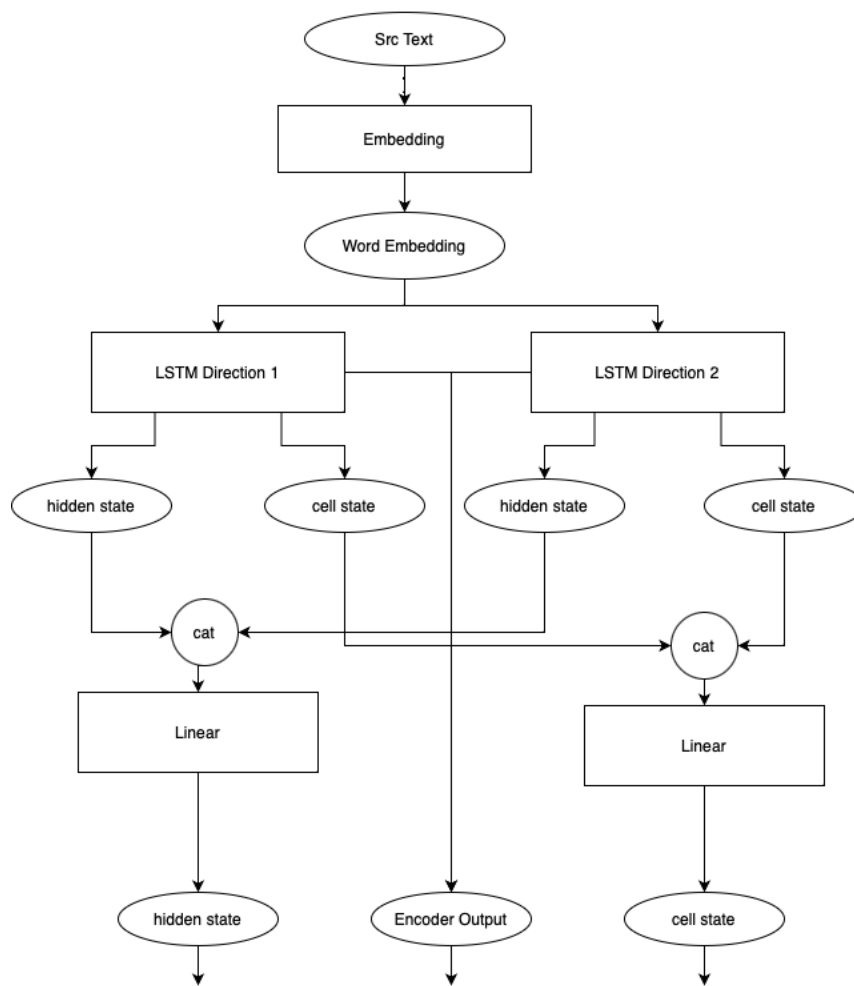 Src Text
Embedding
Word Embedding
LSTM Direction 1
LSTM Direction 2
hidden state
cell state
hidden state
cell state
cat
cat
Linear
Linear
hidden state
Encoder Output
cell state